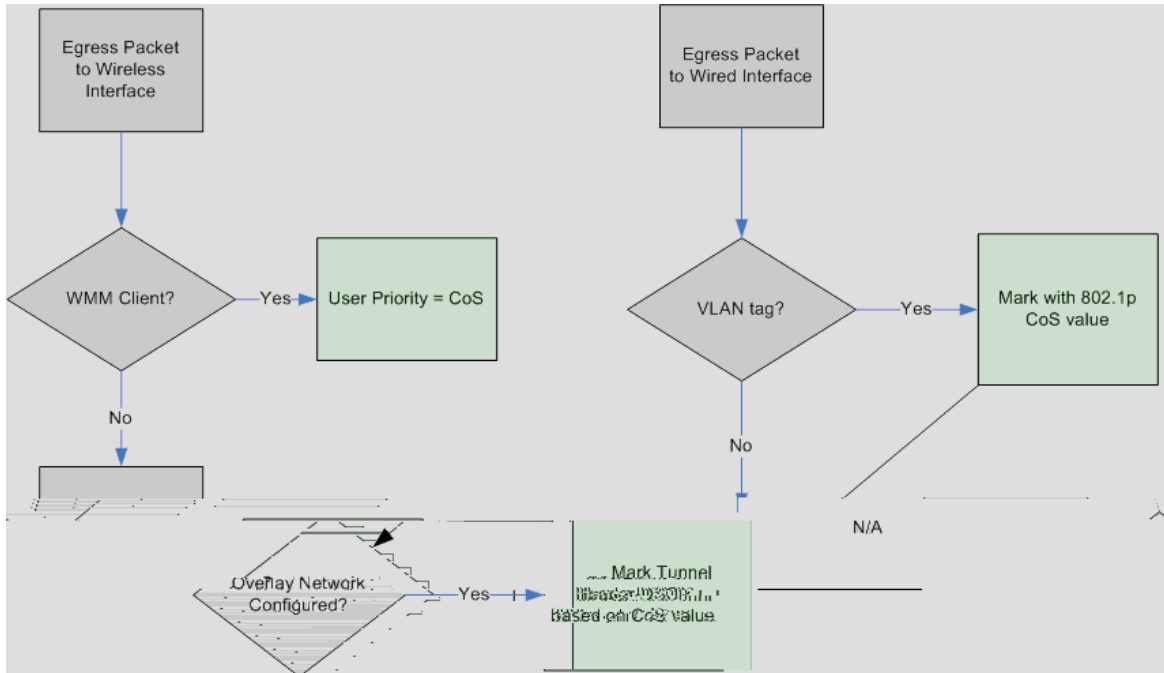 Egress Packet
to Wireless
Interface
Egress Packet
to Wired Interface
WMM Client?
Yes
User Priority = CoS
VLAN tag?
Yes
Mark with 802.1p
CoS value
No
No
N/A
Overlay Network
Configured?
Yes
Mark Tunnel
based on CoS value